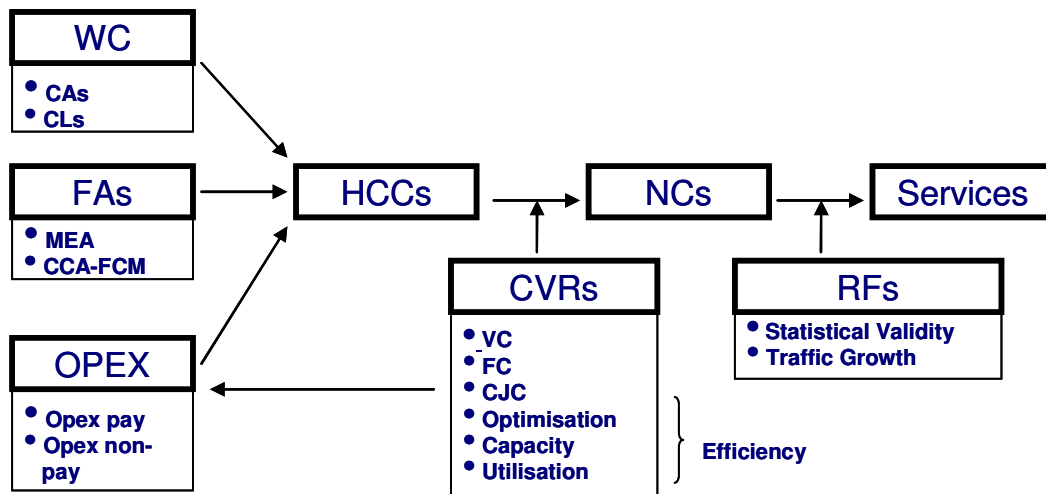 WC
• CAs
• CLs
FAs
• MEA
• CCA-FCM
OPEX
• Opex pay
• Opex non-
pay
HCCs
NCs
Services
CVRs
• VC
• FC
• CJC
• Optimisation
• Capacity
• Utilisation
Efficiency
RFs
• Statistical Validity
• Traffic Growth